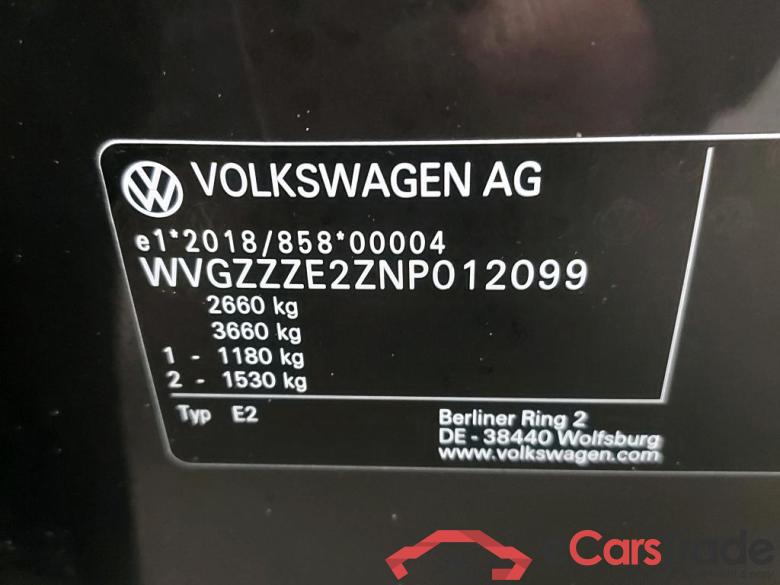 VOLKSWAGEN AG
e1*2018/858*00004
WVGZZZE2ZNP012099
2660 kg
3660 kg
1 - 1180 kg
2 - 1530 kg
Typ E2
Berliner Ring 2
DE - 38440 Wolfsburg
www.volkswagen.com
eCarsTrade